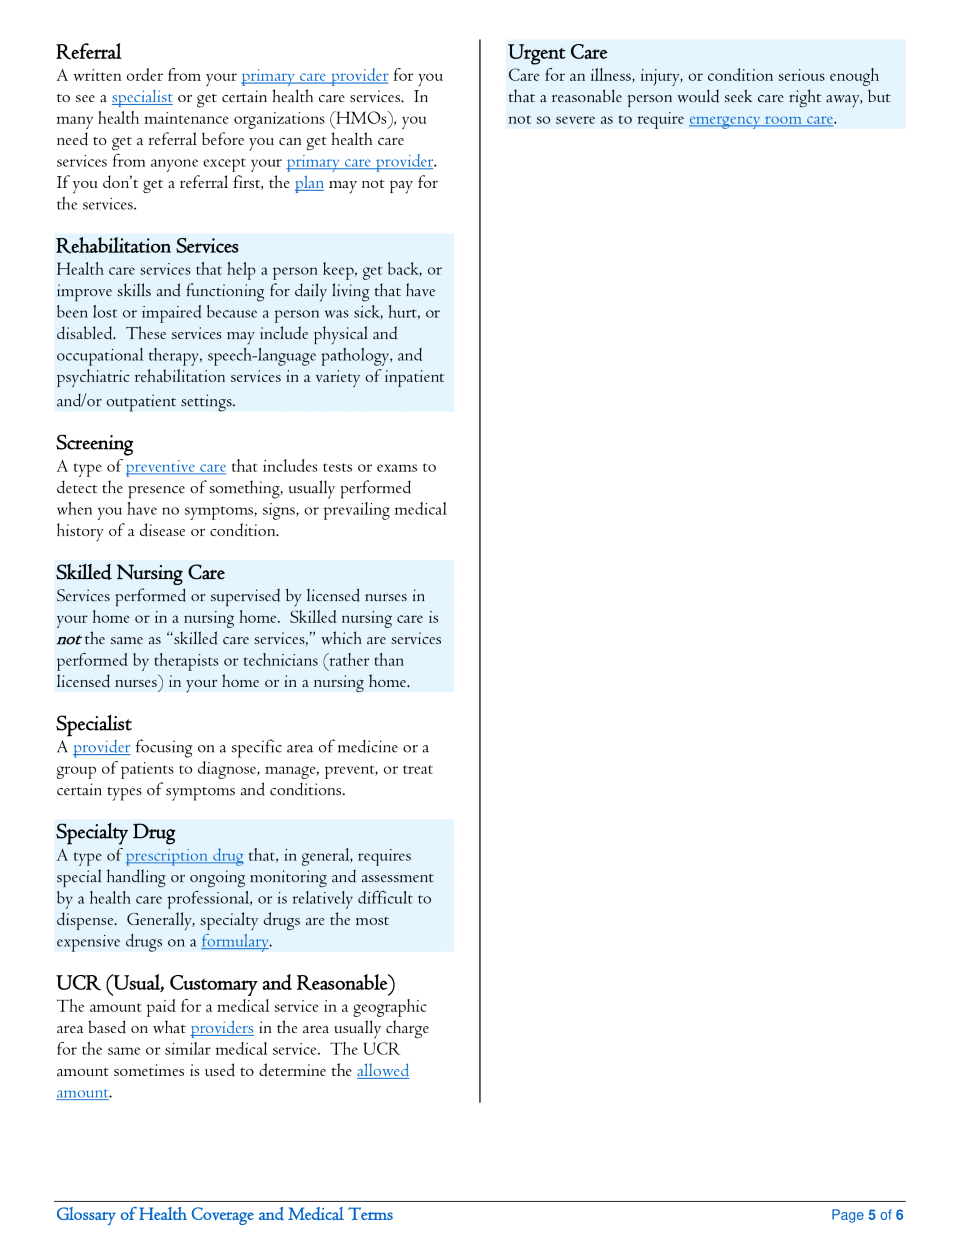 Referral
A written order from your primary care provider for you
to see a specialist or get certain health care services.  In
many health maintenance organizations (HMOs), you
need to get a referral before you can get health care
services from anyone except your primary care provider.
If you don’t get a referral first, the plan may not pay for
the services.
Rehabilitation Services
Health care services that help a person keep, get back, or
improve skills and functioning for daily living that have
been lost or impaired because a person was sick, hurt, or
disabled.  These services may include physical and
occupational therapy, speech-language pathology, and
psychiatric rehabilitation services in a variety of inpatient
and/or outpatient settings.
Screening
A type of preventive care that includes tests or exams to
detect the presence of something, usually performed
when you have no symptoms, signs, or prevailing medical
history of a disease or condition.
Skilled Nursing Care
Services performed or supervised by licensed nurses in
your home or in a nursing home.  Skilled nursing care is
not the same as “skilled care services,” which are services
performed by therapists or technicians (rather than
licensed nurses) in your home or in a nursing home.
Specialist
A provider focusing on a specific area of medicine or a
group of patients to diagnose, manage, prevent, or treat
certain types of symptoms and conditions.
Specialty Drug
A type of prescription drug that, in general, requires
special handling or ongoing monitoring and assessment
by a health care professional, or is relatively difficult to
dispense.  Generally, specialty drugs are the most
expensive drugs on a formulary.
UCR (Usual, Customary and Reasonable)
The amount paid for a medical service in a geographic
area based on what providers in the area usually charge
for the same or similar medical service.  The UCR
amount sometimes is used to determine the allowed
amount.
Urgent Care
Care for an illness, injury, or condition serious enough
that a reasonable person would seek care right away, but
not so severe as to require emergency room care.
Glossary of Health Coverage and Medical Terms
Page 5 of 6